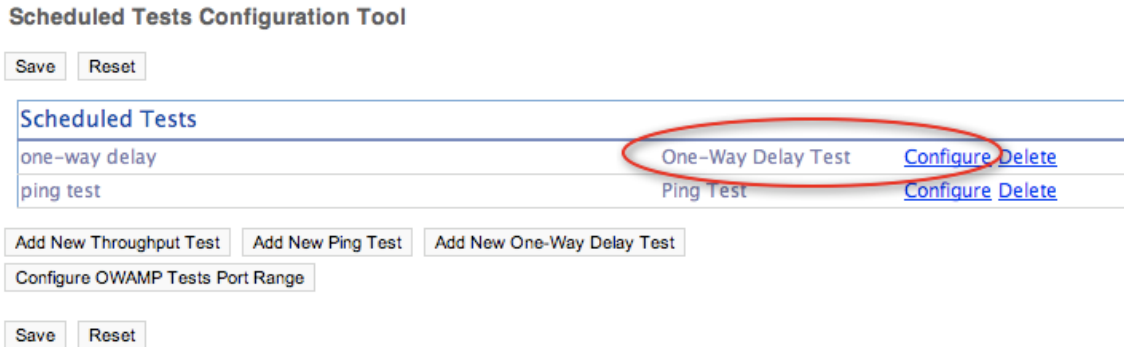 Scheduled Tests Configuration Tool
Save Reset
Scheduled Tests
one-way delay One-Way Delay Test Configure Delete
ping test Ping Test Configure Delete
Add New Throughput Test Add New Ping Test Add New One-Way Delay Test
Configure OWAMP Tests Port Range
Save Reset